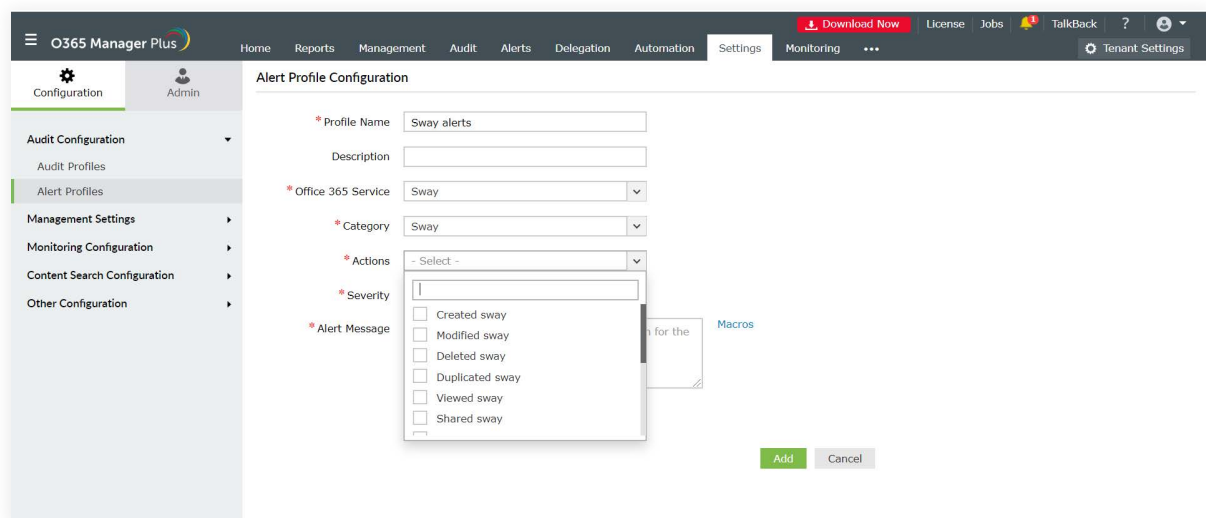 Download Now License Jobs 1 TalkBack ?
O365 Manager Plus
Home Reports Management Audit Alerts Delegation Automation Settings Monitoring ••• Tenant Settings
Configuration Admin
Alert Profile Configuration
* Profile Name Sway alerts
Audit Configuration
Audit Profiles
Alert Profiles
Management Settings
Monitoring Configuration
Content Search Configuration
Other Configuration
Description
* Office 365 Service Sway
* Category Sway
* Actions - Select -
* Severity
Created sway
Modified sway
Deleted sway
Duplicated sway
Viewed sway
Shared sway
* Alert Message for the Macros
Add Cancel